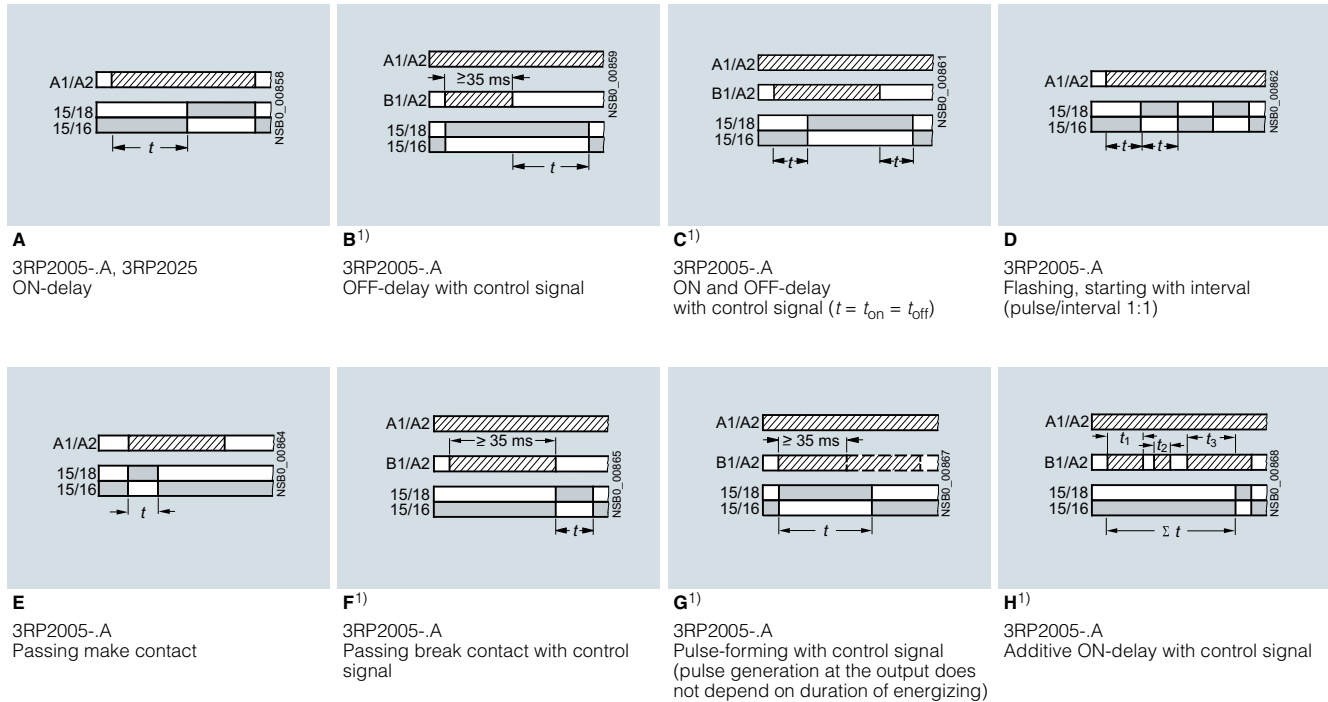 A1/A2
15/18
15/16
t
NSB0_00858
A
3RP2005-.A, 3RP2025
ON-delay
A1/A2
≥35 ms
B1/A2
15/18
15/16
t
NSB0_00859
B1)
3RP2005-.A
OFF-delay with control signal
A1/A2
B1/A2
15/18
15/16
t
t
NSB0_00861
C1)
3RP2005-.A
ON and OFF-delay
with control signal (t = ton = toff)
A1/A2
15/18
15/16
t
t
NSB0_00862
D
3RP2005-.A
Flashing, starting with interval
(pulse/interval 1:1)
A1/A2
15/18
15/16
t
NSB0_00864
E
3RP2005-.A
Passing make contact
A1/A2
≥ 35 ms
B1/A2
15/18
15/16
t
NSB0_00865
F1)
3RP2005-.A
Passing break contact with control
signal
A1/A2
≥ 35 ms
B1/A2
15/18
15/16
t
NSB0_00867
G1)
3RP2005-.A
Pulse-forming with control signal
(pulse generation at the output does
not depend on duration of energizing)
A1/A2
t1
t2
t3
B1/A2
15/18
15/16
Σ t
NSB0_00868
H1)
3RP2005-.A
Additive ON-delay with control signal